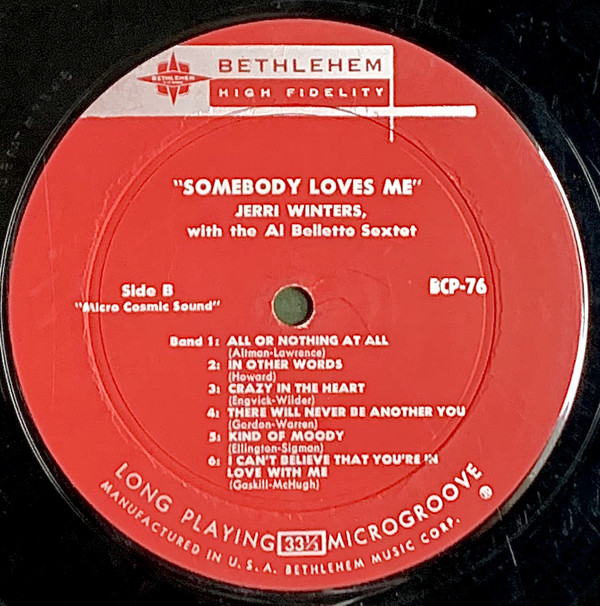 BETHLEHEM
BETHLEHEM
HIGH FIDELITY
"SOMEBODY LOVES ME"
JERRI WINTERS,
with the Al Belletto Sextet
Side B
"Micro Cosmic Sound"
BCP-76
Band 1: ALL OR NOTHING AT ALL
(Altman-Lawrence)
2: IN OTHER WORDS
(Howard)
3: CRAZY IN THE HEART
(Engvick-Wilder)
4: THERE WILL NEVER BE ANOTHER YOU
(Gordon-Warren)
5: KIND OF MOODY
(Ellington-Sigman)
6: I CAN'T BELIEVE THAT YOU'RE IN
LOVE WITH ME
(Gaskill-McHugh)
LONG PLAYING 33⅓ MICROGROOVE ®
MANUFACTURED IN U.S.A. BETHLEHEM MUSIC CORP.